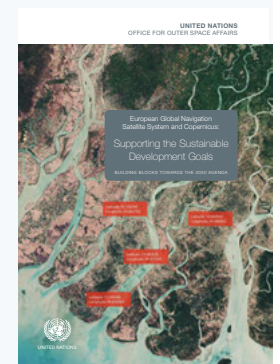 UNITED NATIONS
OFFICE FOR OUTER SPACE AFFAIRS
European Global Navigation
Satellite System and Copernicus:
Supporting the Sustainable
Development Goals
BUILDING BLOCKS TOWARDS THE 2030 AGENDA
UNITED NATIONS